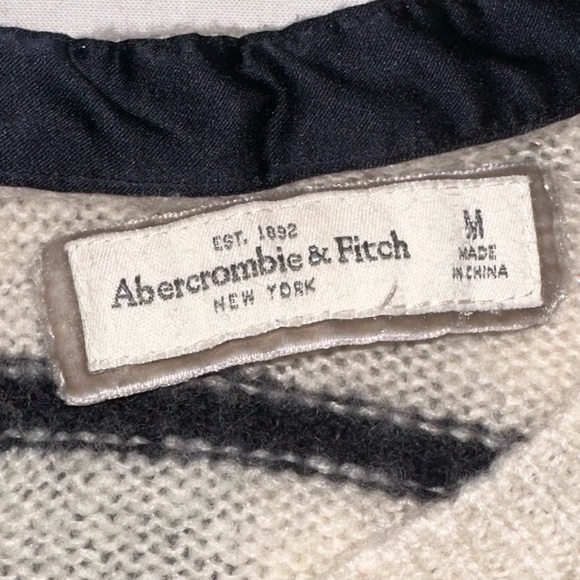 EST. 1892
Abercrombie & Fitch
NEW YORK
M
MADE
IN CHINA